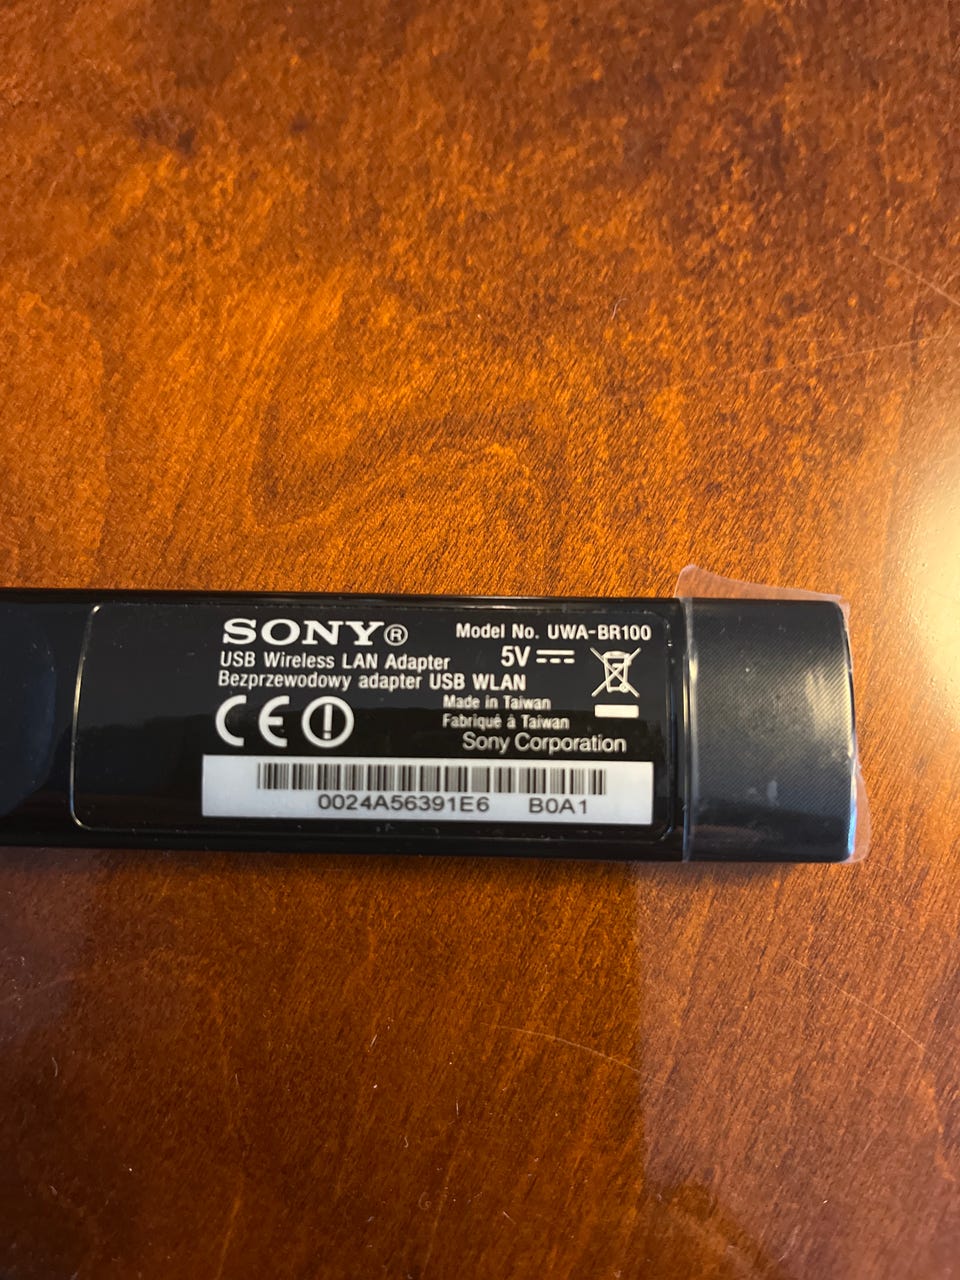 SONY®
Model No. UWA-BR100
USB Wireless LAN Adapter
5V
Bezprzewodowy adapter USB WLAN
Made in Taiwan
Fabriqué à Taiwan
Sony Corporation
CE
0024A56391E6 B0A1